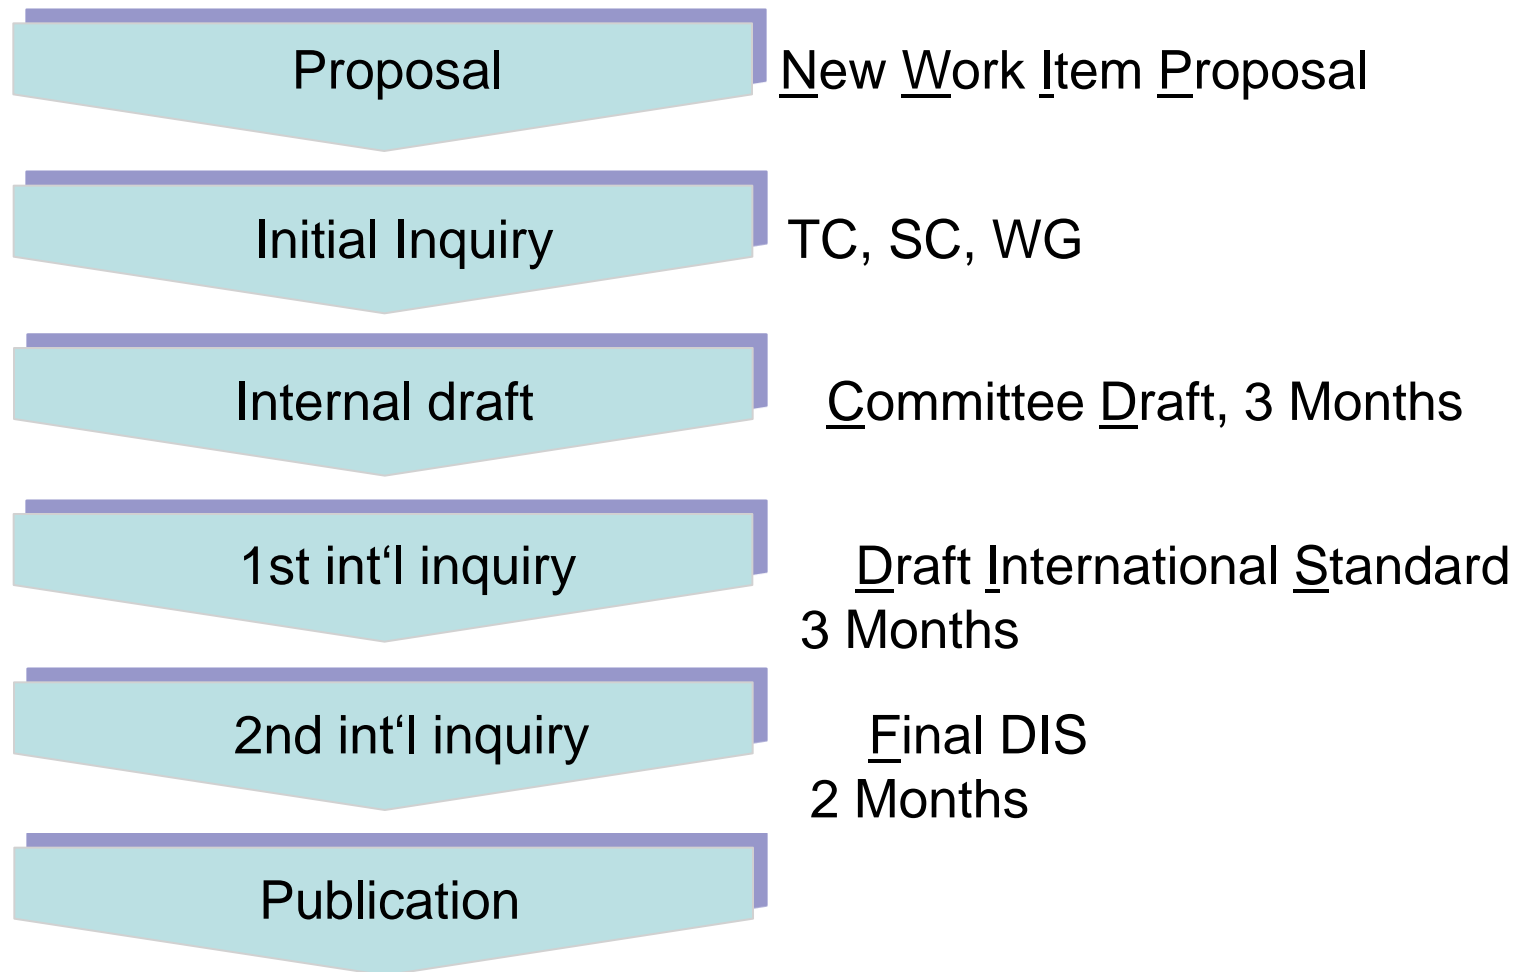 Proposal
New Work Item Proposal
Initial Inquiry
TC, SC, WG
Internal draft
Committee Draft, 3 Months
1st int‘l inquiry
Draft International Standard
3 Months
2nd int‘l inquiry
Final DIS
2 Months
Publication